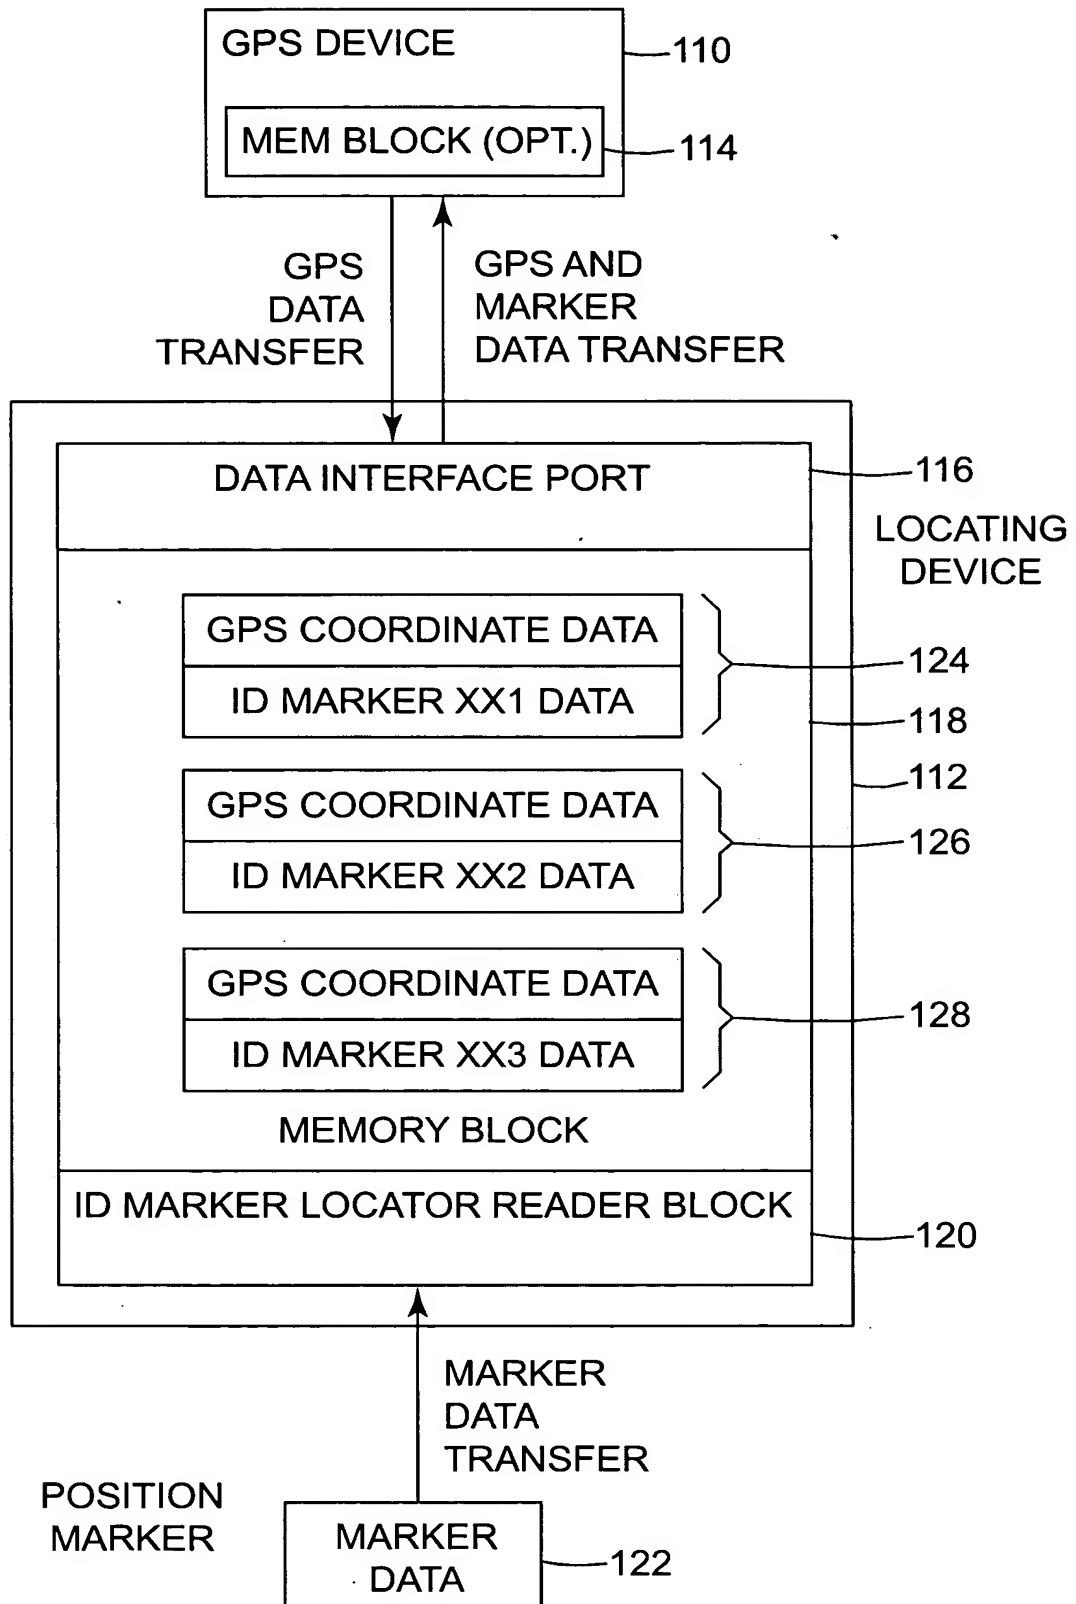 GPS DEVICE
110
MEM BLOCK (OPT.)
114
GPS
DATA
TRANSFER
GPS AND
MARKER
DATA TRANSFER
DATA INTERFACE PORT
116
LOCATING
DEVICE
GPS COORDINATE DATA
ID MARKER XX1 DATA
124
118
112
GPS COORDINATE DATA
ID MARKER XX2 DATA
126
GPS COORDINATE DATA
ID MARKER XX3 DATA
128
MEMORY BLOCK
ID MARKER LOCATOR READER BLOCK
120
MARKER
DATA
TRANSFER
POSITION
MARKER
MARKER
DATA
122